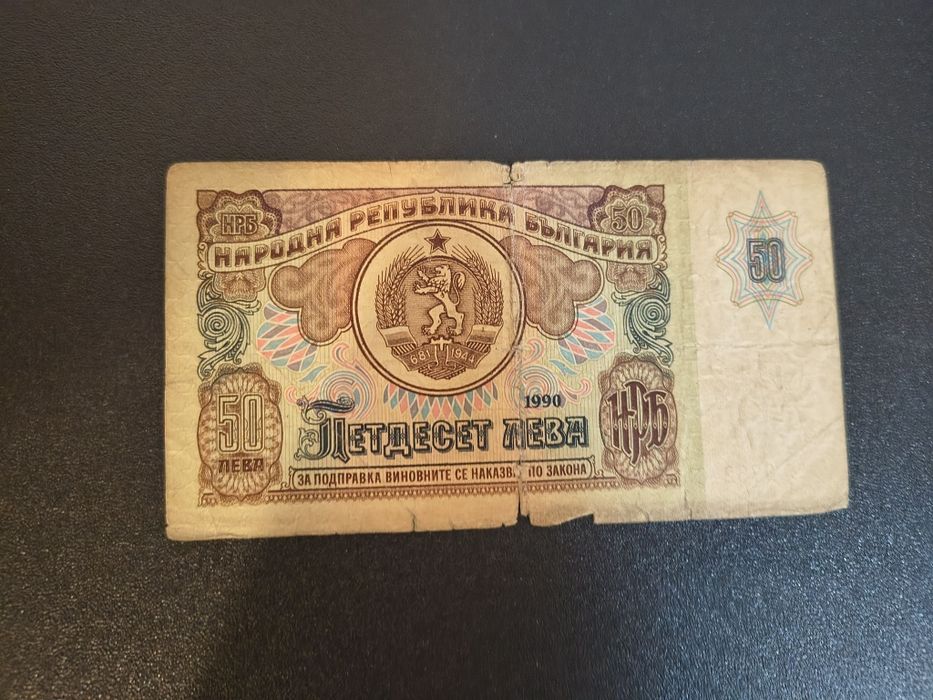 НРБ
50
НАРОДНА РЕПУБЛИКА БЪЛГАРИЯ
50
681 1944
1990
50
ЛЕВА
ПЕТДЕСЕТ ЛЕВА
НРБ
ЗА ПОДПРАВКА ВИНОВНИТЕ СЕ НАКАЗВ ПО ЗАКОНА